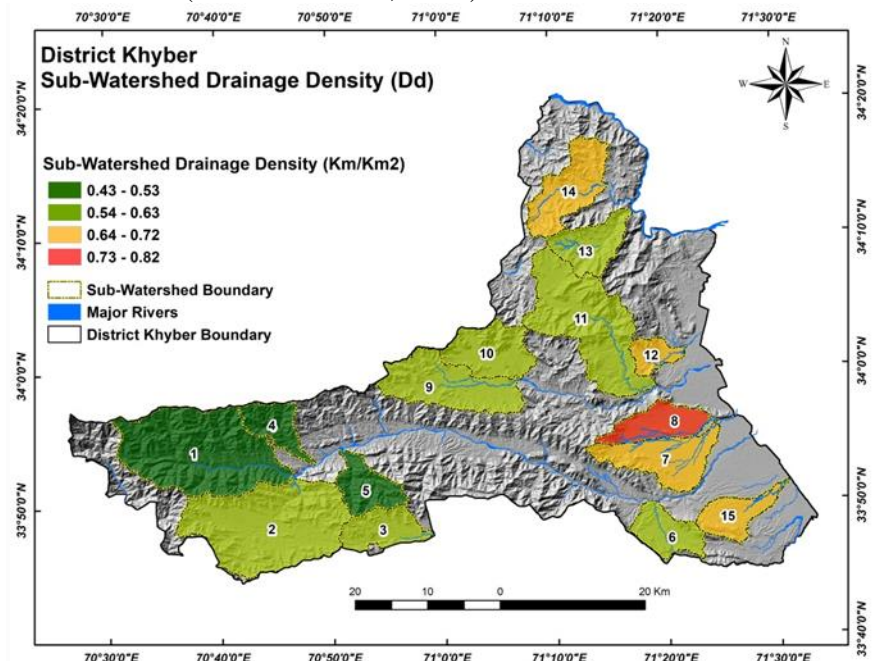 70°30'0"E 70°40'0"E 70°50'0"E 71°0'0"E 71°10'0"E 71°20'0"E 71°30'0"E
District Khyber
Sub-Watershed Drainage Density (Dd)
N
W E
S
34°20'0"N 34°20'0"N
Sub-Watershed Drainage Density (Km/Km2)
0.43 - 0.53
0.54 - 0.63
0.64 - 0.72
0.73 - 0.82
Sub-Watershed Boundary
Major Rivers
District Khyber Boundary
34°10'0"N 34°10'0"N
34°0'0"N 34°0'0"N
33°50'0"N 33°50'0"N
33°40'0"N
14
13
11
10
12
9
8
4
1
7
5
15
2
3
6
20 10 0 20 Km
70°30'0"E 70°40'0"E 70°50'0"E 71°0'0"E 71°10'0"E 71°20'0"E 71°30'0"E